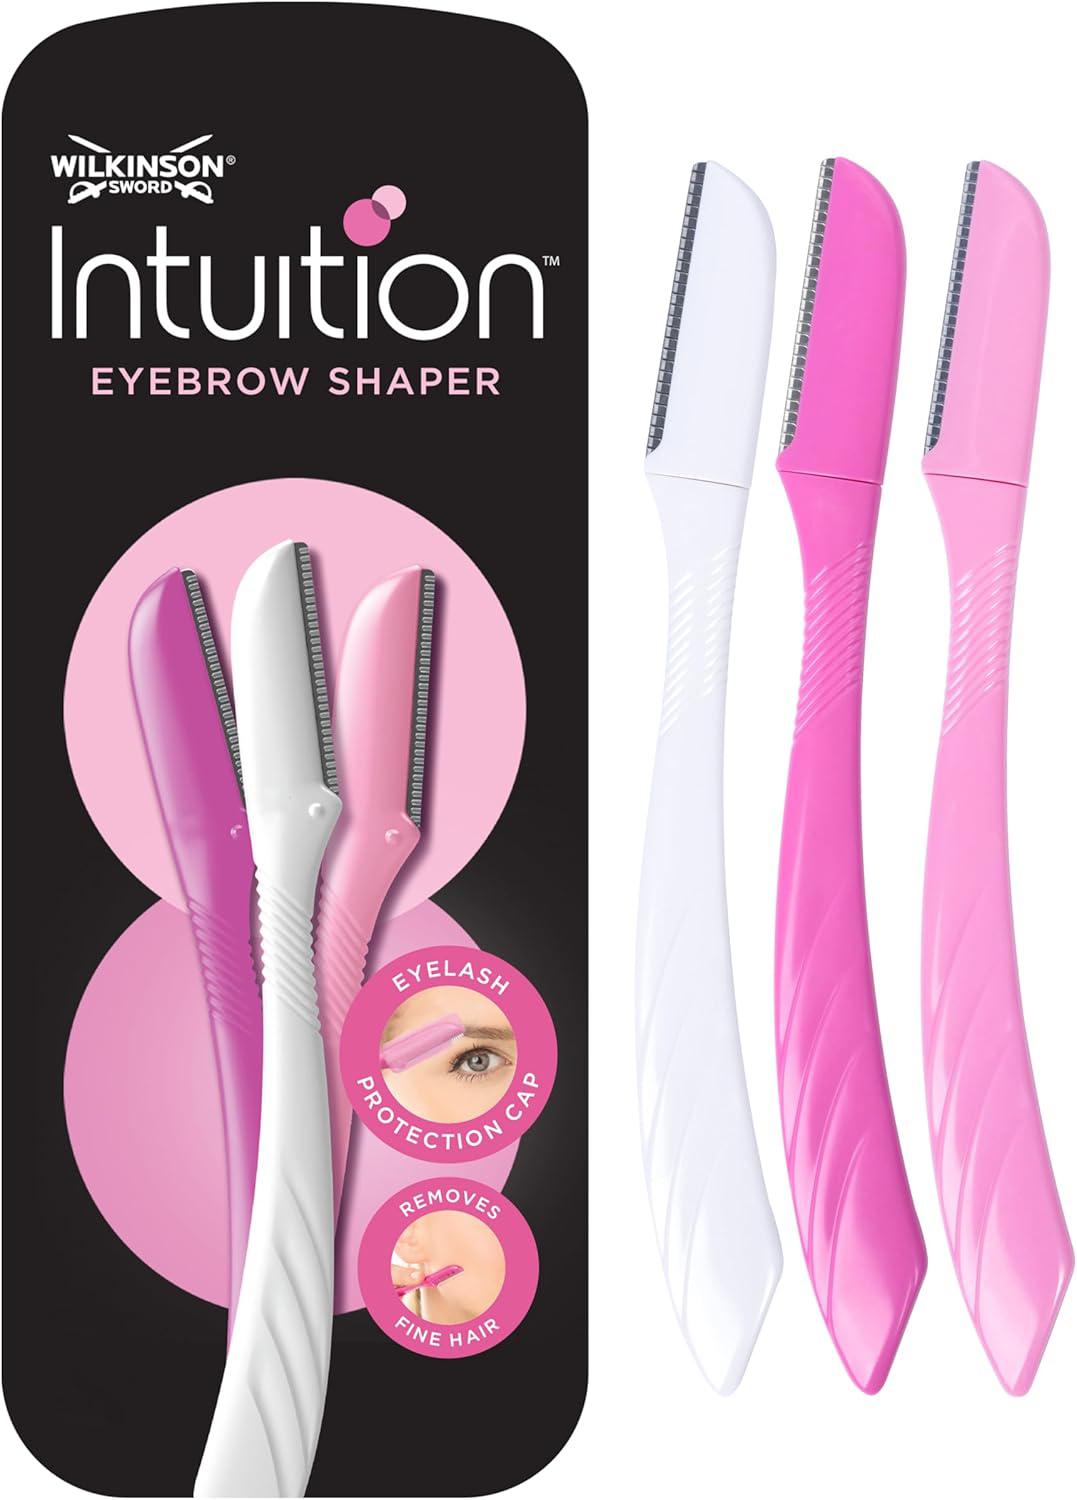 WILKINSON®
SWORD
Intuition™
EYEBROW SHAPER
EYELASH
PROTECTION CAP
REMOVES
FINE HAIR